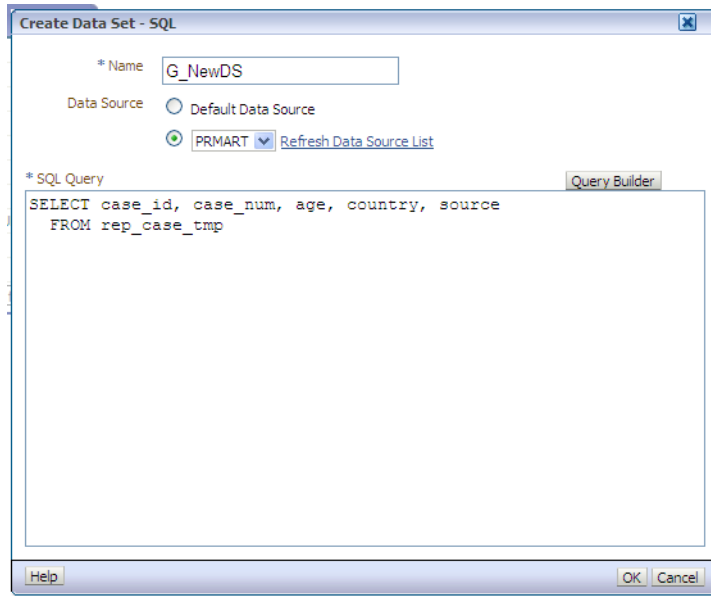 Create Data Set - SQL
* Name
G_NewDS
Data Source
Default Data Source
PRMART
Refresh Data Source List
* SQL Query
Query Builder
SELECT case_id, case_num, age, country, source
FROM rep_case_tmp
Help
OK
Cancel